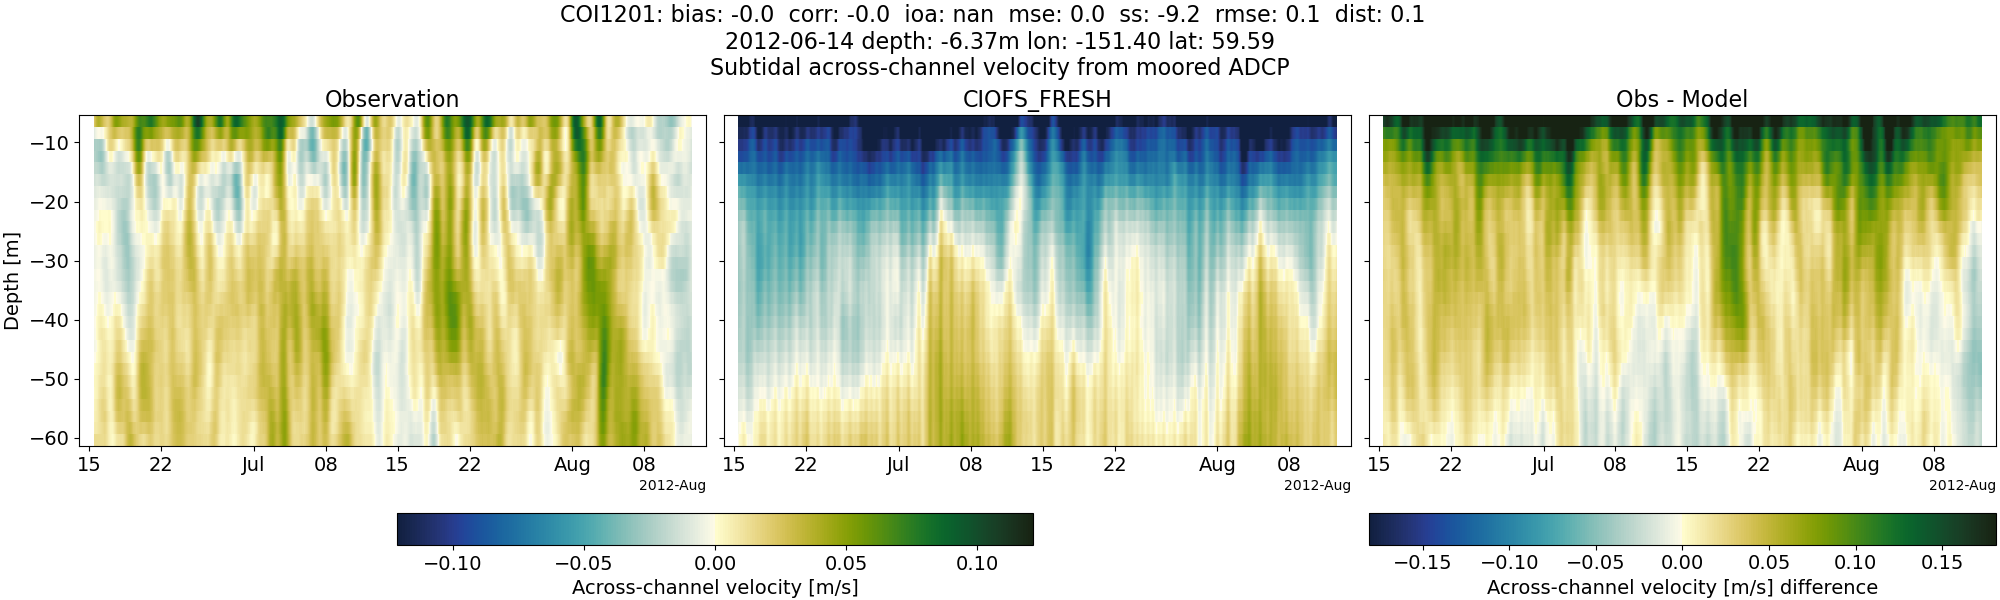 COI1201: bias: -0.0 corr: -0.0 ioa: nan mse: 0.0 ss: -9.2 rmse: 0.1 dist: 0.1
2012-06-14 depth: -6.37m lon: -151.40 lat: 59.59
Subtidal across-channel velocity from moored ADCP
Observation
CIOFS_FRESH
Obs - Model
Depth [m]
−10
−20
−30
−40
−50
−60
15 22 Jul 08 15 22 Aug 08
2012-Aug
15 22 Jul 08 15 22 Aug 08
2012-Aug
15 22 Jul 08 15 22 Aug 08
2012-Aug
−0.10 −0.05 0.00 0.05 0.10
Across-channel velocity [m/s]
−0.15 −0.10 −0.05 0.00 0.05 0.10 0.15
Across-channel velocity [m/s] difference